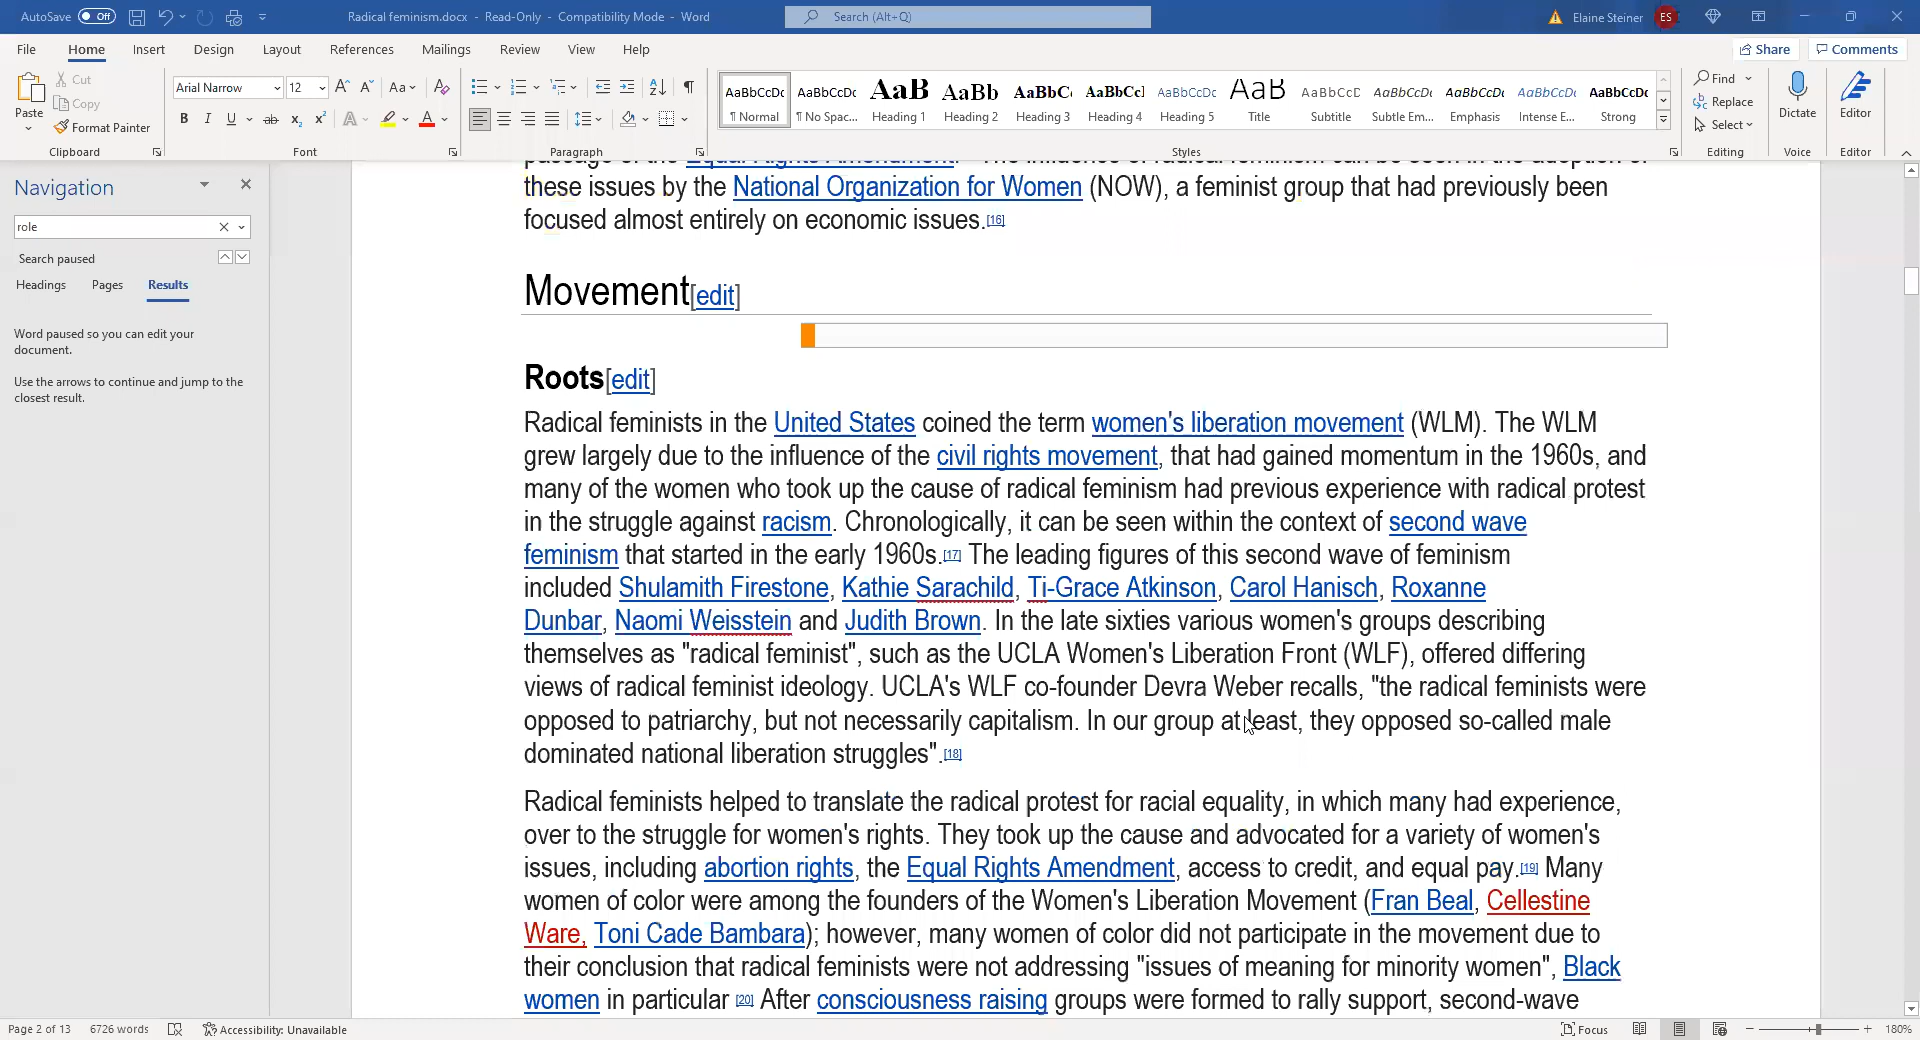 AutoSave Off Radical feminism.docx - Read-Only - Compatibility Mode - Word Search (Alt+Q) Elaine Steiner ES
File Home Insert Design Layout References Mailings Review View Help Share Comments
Paste Cut Copy Format Painter
Clipboard
Arial Narrow 12
Font
Paragraph
AaBbCcDc AaBbCcDc AaB AaBb AaBbC AaBbCcI AaBbCcDc AaB AaBbCcD AaBbCcDc AaBbCcDc AaBbCcDc AaBbCcDc
¶ Normal ¶ No Spac... Heading 1 Heading 2 Heading 3 Heading 4 Heading 5 Title Subtitle Subtle Em... Emphasis Intense E... Strong
Styles
Find
Replace
Select
Editing
Dictate
Voice
Editor
Editor
Navigation
role
Search paused
Headings Pages Results
Word paused so you can edit your
document.
Use the arrows to continue and jump to the
closest result.
these issues by the National Organization for Women (NOW), a feminist group that had previously been
focused almost entirely on economic issues.[16]
Movement[edit]
Roots[edit]
Radical feminists in the United States coined the term women's liberation movement (WLM). The WLM
grew largely due to the influence of the civil rights movement, that had gained momentum in the 1960s, and
many of the women who took up the cause of radical feminism had previous experience with radical protest
in the struggle against racism. Chronologically, it can be seen within the context of second wave
feminism that started in the early 1960s.[17] The leading figures of this second wave of feminism
included Shulamith Firestone, Kathie Sarachild, Ti-Grace Atkinson, Carol Hanisch, Roxanne
Dunbar, Naomi Weisstein and Judith Brown. In the late sixties various women's groups describing
themselves as "radical feminist", such as the UCLA Women's Liberation Front (WLF), offered differing
views of radical feminist ideology. UCLA's WLF co-founder Devra Weber recalls, "the radical feminists were
opposed to patriarchy, but not necessarily capitalism. In our group at least, they opposed so-called male
dominated national liberation struggles".[18]
Radical feminists helped to translate the radical protest for racial equality, in which many had experience,
over to the struggle for women's rights. They took up the cause and advocated for a variety of women's
issues, including abortion rights, the Equal Rights Amendment, access to credit, and equal pay.[19] Many
women of color were among the founders of the Women's Liberation Movement (Fran Beal, Cellestine
Ware, Toni Cade Bambara); however, many women of color did not participate in the movement due to
their conclusion that radical feminists were not addressing "issues of meaning for minority women", Black
women in particular [20] After consciousness raising groups were formed to rally support, second-wave
Page 2 of 13 6726 words Accessibility: Unavailable Focus 180%